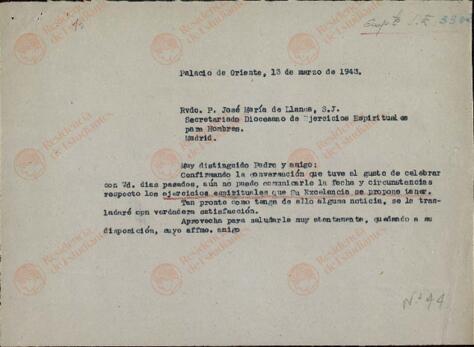 Palacio de Oriente, 13 de marzo de 1943.
Rvdo. P. José María de Llanos, S.J.
Secretariado Diocesano de Ejercicios Espirituales
para Hombres.
Madrid.
Muy distinguido Padre y amigo:
Confirmando la conversación que tuve el gusto de celebrar
con Vd. días pasados, aún no puedo comunicarle la fecha y circunstancias
respecto los ejercicios espirituales que Su Excelencia se propone tener.
Tan pronto como tenga de ello alguna noticia, se la tras-
ladaré con verdadera satisfacción.
Aprovecha para saludarle muy atentamente, quedando a su
disposición, suyo affmo. amigo
Nº 44
Residencia
de Estudiantes